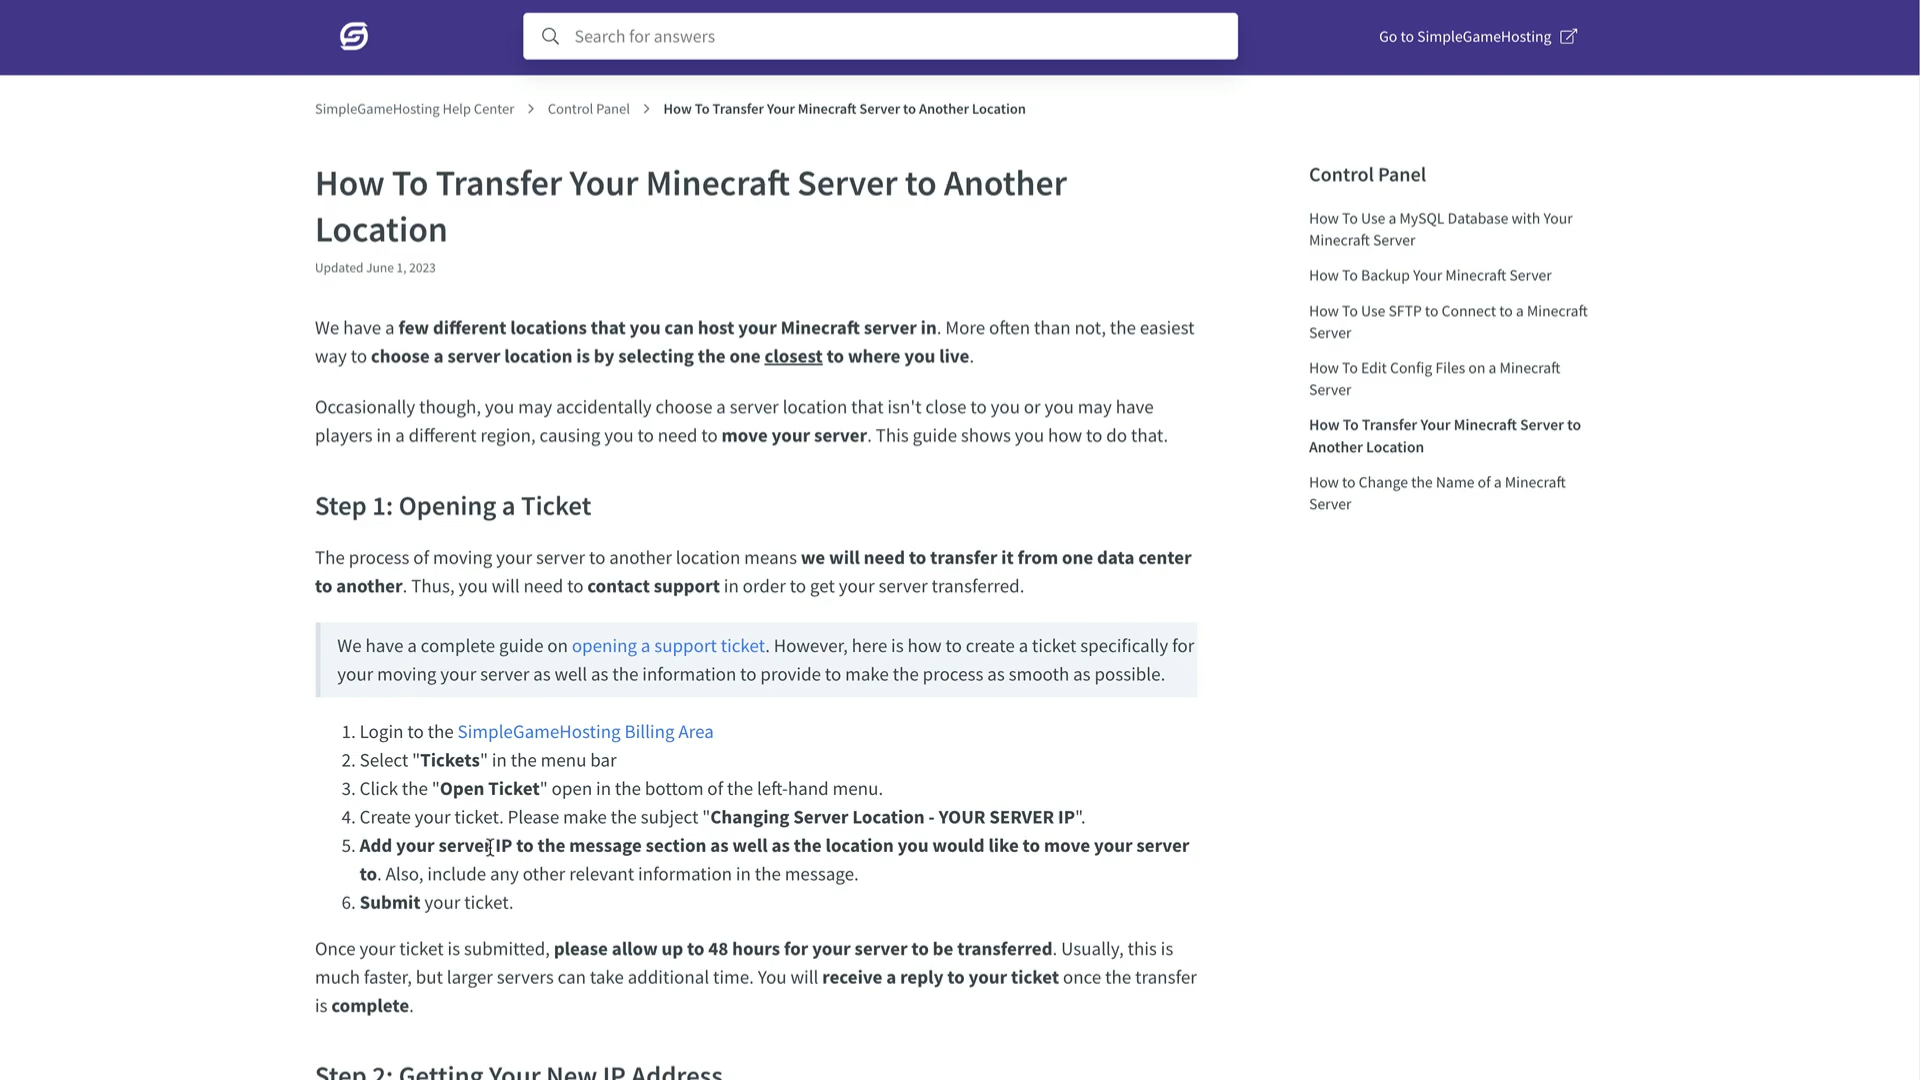 Search for answers
Go to SimpleGameHosting
SimpleGameHosting Help Center > Control Panel > How To Transfer Your Minecraft Server to Another Location
How To Transfer Your Minecraft Server to Another
Location
Updated June 1, 2023
We have a few different locations that you can host your Minecraft server in. More often than not, the easiest
way to choose a server location is by selecting the one closest to where you live.
Occasionally though, you may accidentally choose a server location that isn't close to you or you may have
players in a different region, causing you to need to move your server. This guide shows you how to do that.
Step 1: Opening a Ticket
The process of moving your server to another location means we will need to transfer it from one data center
to another. Thus, you will need to contact support in order to get your server transferred.
We have a complete guide on opening a support ticket. However, here is how to create a ticket specifically for
your moving your server as well as the information to provide to make the process as smooth as possible.
1. Login to the SimpleGameHosting Billing Area
2. Select "Tickets" in the menu bar
3. Click the "Open Ticket" open in the bottom of the left-hand menu.
4. Create your ticket. Please make the subject "Changing Server Location - YOUR SERVER IP".
5. Add your server IP to the message section as well as the location you would like to move your server
to. Also, include any other relevant information in the message.
6. Submit your ticket.
Once your ticket is submitted, please allow up to 48 hours for your server to be transferred. Usually, this is
much faster, but larger servers can take additional time. You will receive a reply to your ticket once the transfer
is complete.
Step 2: Getting Your New IP Address
Control Panel
How To Use a MySQL Database with Your
Minecraft Server
How To Backup Your Minecraft Server
How To Use SFTP to Connect to a Minecraft
Server
How To Edit Config Files on a Minecraft
Server
How To Transfer Your Minecraft Server to
Another Location
How to Change the Name of a Minecraft
Server